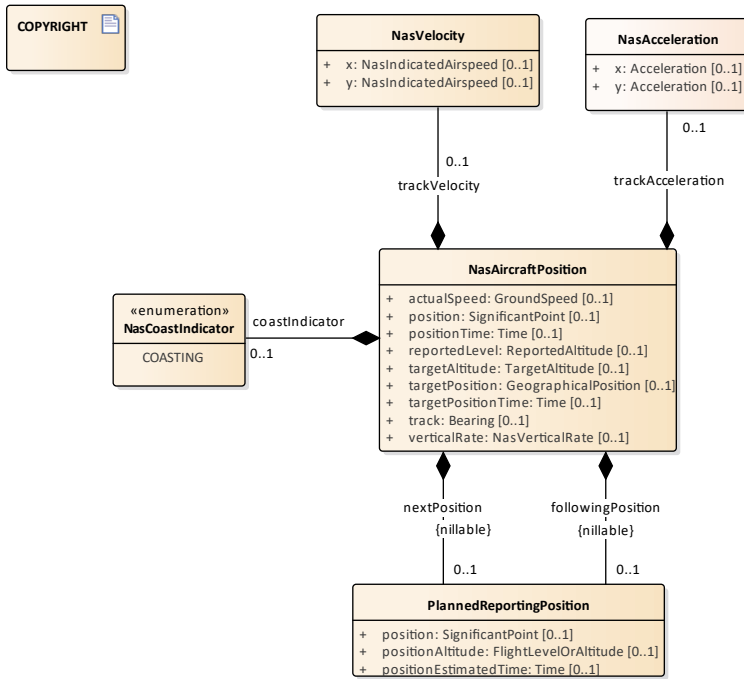 COPYRIGHT
NasVelocity
+ x: NasIndicatedAirspeed [0..1]
+ y: NasIndicatedAirspeed [0..1]
NasAcceleration
+ x: Acceleration [0..1]
+ y: Acceleration [0..1]
0..1
trackVelocity
0..1
trackAcceleration
NasAircraftPosition
+ actualSpeed: GroundSpeed [0..1]
+ position: SignificantPoint [0..1]
+ positionTime: Time [0..1]
+ reportedLevel: ReportedAltitude [0..1]
+ targetAltitude: TargetAltitude [0..1]
+ targetPosition: GeographicalPosition [0..1]
+ targetPositionTime: Time [0..1]
+ track: Bearing [0..1]
+ verticalRate: NasVerticalRate [0..1]
«enumeration»
NasCoastIndicator
COASTING
coastIndicator
0..1
nextPosition
{nillable}
0..1
followingPosition
{nillable}
0..1
PlannedReportingPosition
+ position: SignificantPoint [0..1]
+ positionAltitude: FlightLevelOrAltitude [0..1]
+ positionEstimatedTime: Time [0..1]